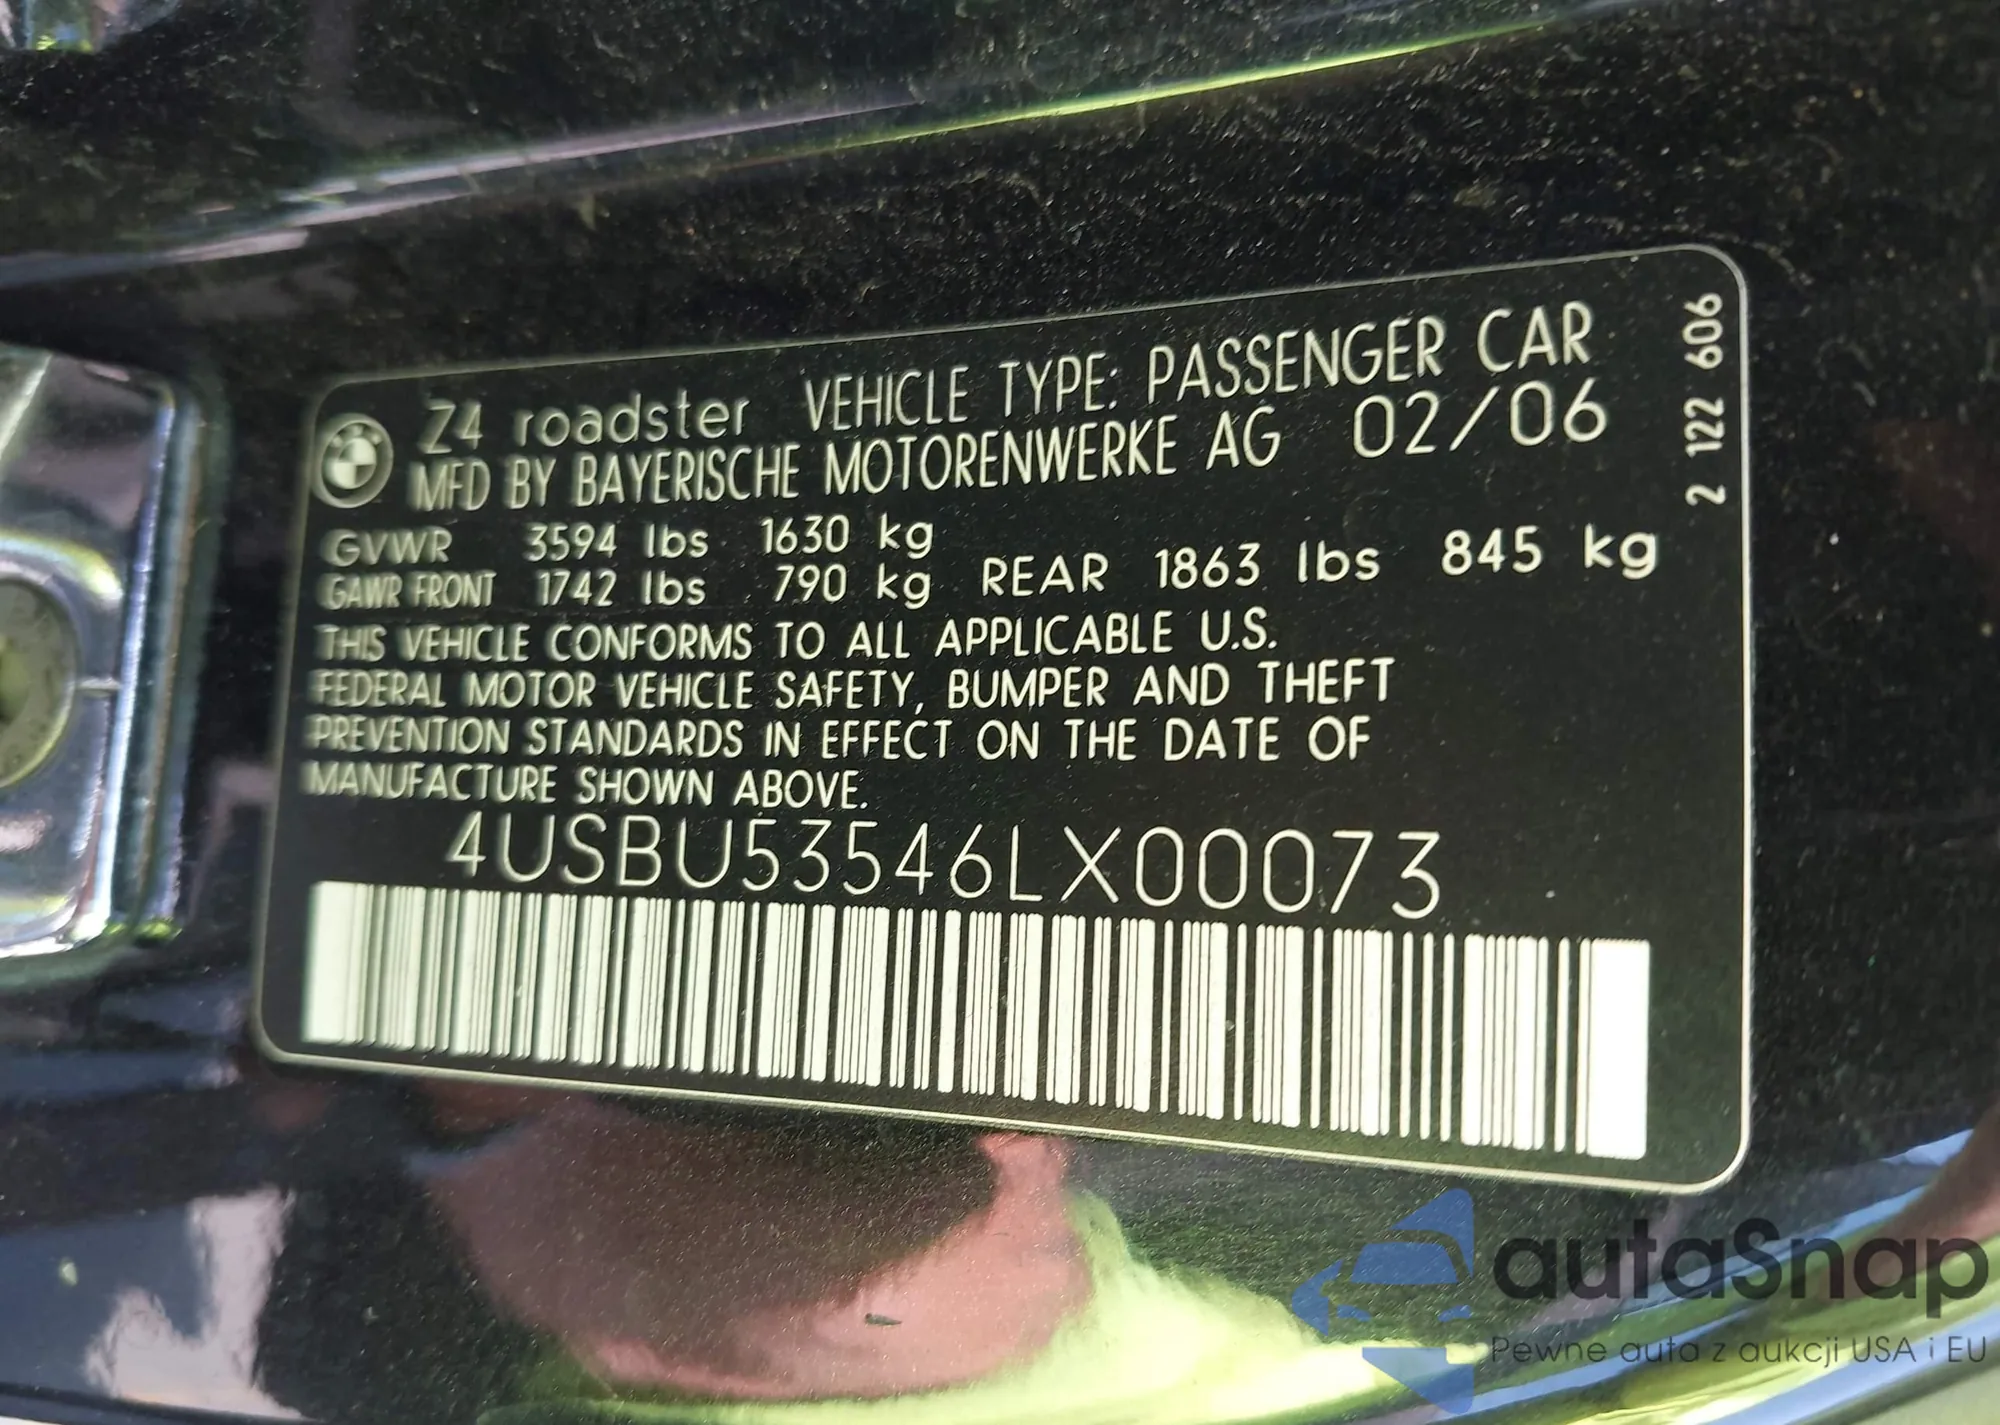 Z4 roadster VEHICLE TYPE: PASSENGER CAR
MFD BY BAYERISCHE MOTORENWERKE AG 02/06
GVWR 3594 lbs 1630 kg
GAWR FRONT 1742 lbs 790 kg REAR 1863 lbs 845 kg
THIS VEHICLE CONFORMS TO ALL APPLICABLE U.S.
FEDERAL MOTOR VEHICLE SAFETY, BUMPER AND THEFT
PREVENTION STANDARDS IN EFFECT ON THE DATE OF
MANUFACTURE SHOWN ABOVE.
4USBU53546LX00073
2 122 606
autaSnap
Pewne auta z aukcji USA i EU